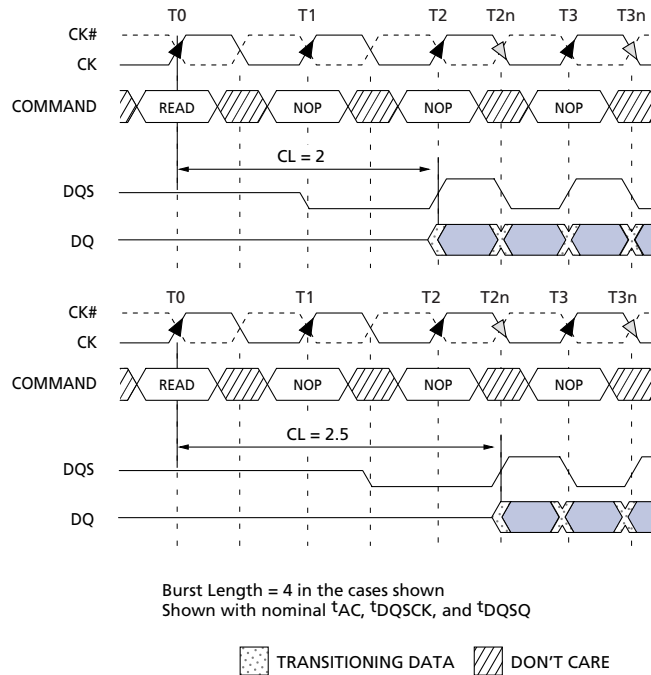 T0 T1 T2 T2n T3 T3n
CK#
CK
COMMAND READ NOP NOP NOP
CL = 2
DQS
DQ
T0 T1 T2 T2n T3 T3n
CK#
CK
COMMAND READ NOP NOP NOP
CL = 2.5
DQS
DQ
Burst Length = 4 in the cases shown
Shown with nominal tAC, tDQSCK, and tDQSQ
TRANSITIONING DATA DON'T CARE